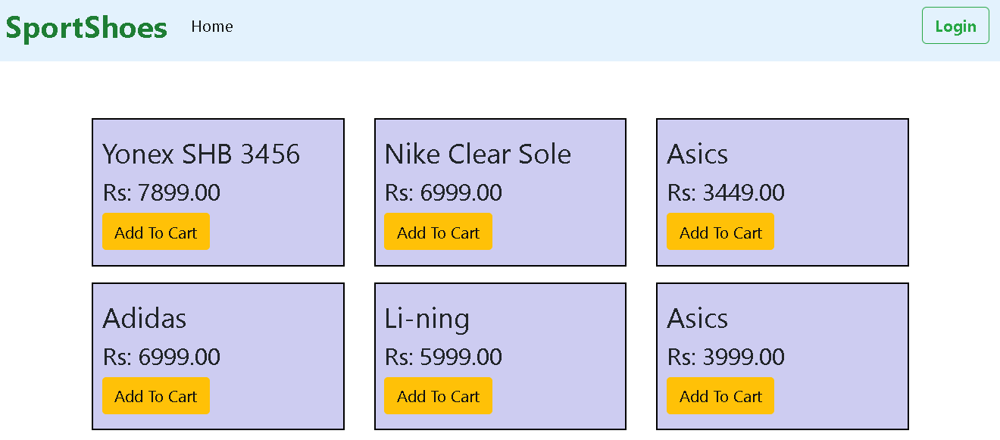 SportShoes Home Login
Yonex SHB 3456
Rs: 7899.00
Add To Cart
Nike Clear Sole
Rs: 6999.00
Add To Cart
Asics
Rs: 3449.00
Add To Cart
Adidas
Rs: 6999.00
Add To Cart
Li-ning
Rs: 5999.00
Add To Cart
Asics
Rs: 3999.00
Add To Cart